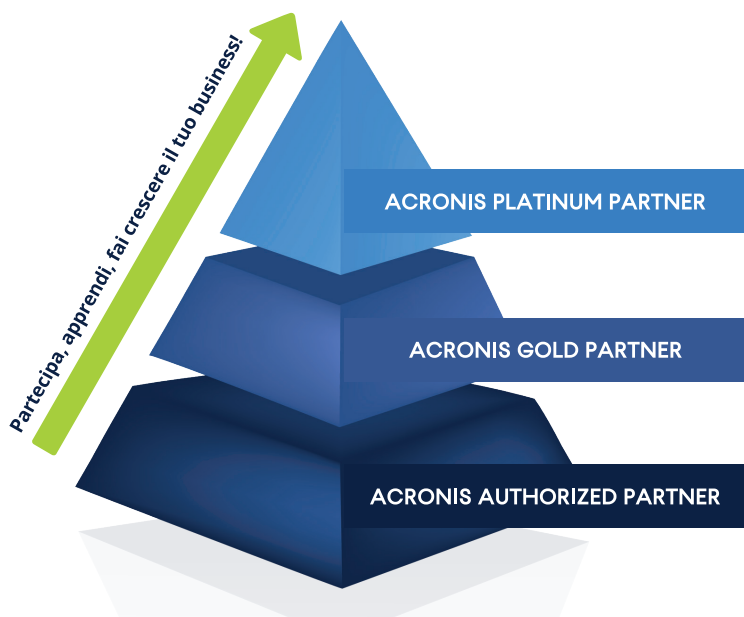 Partecipa, apprendi, fai crescere il tuo business!
ACRONIS PLATINUM PARTNER
ACRONIS GOLD PARTNER
ACRONIS AUTHORIZED PARTNER